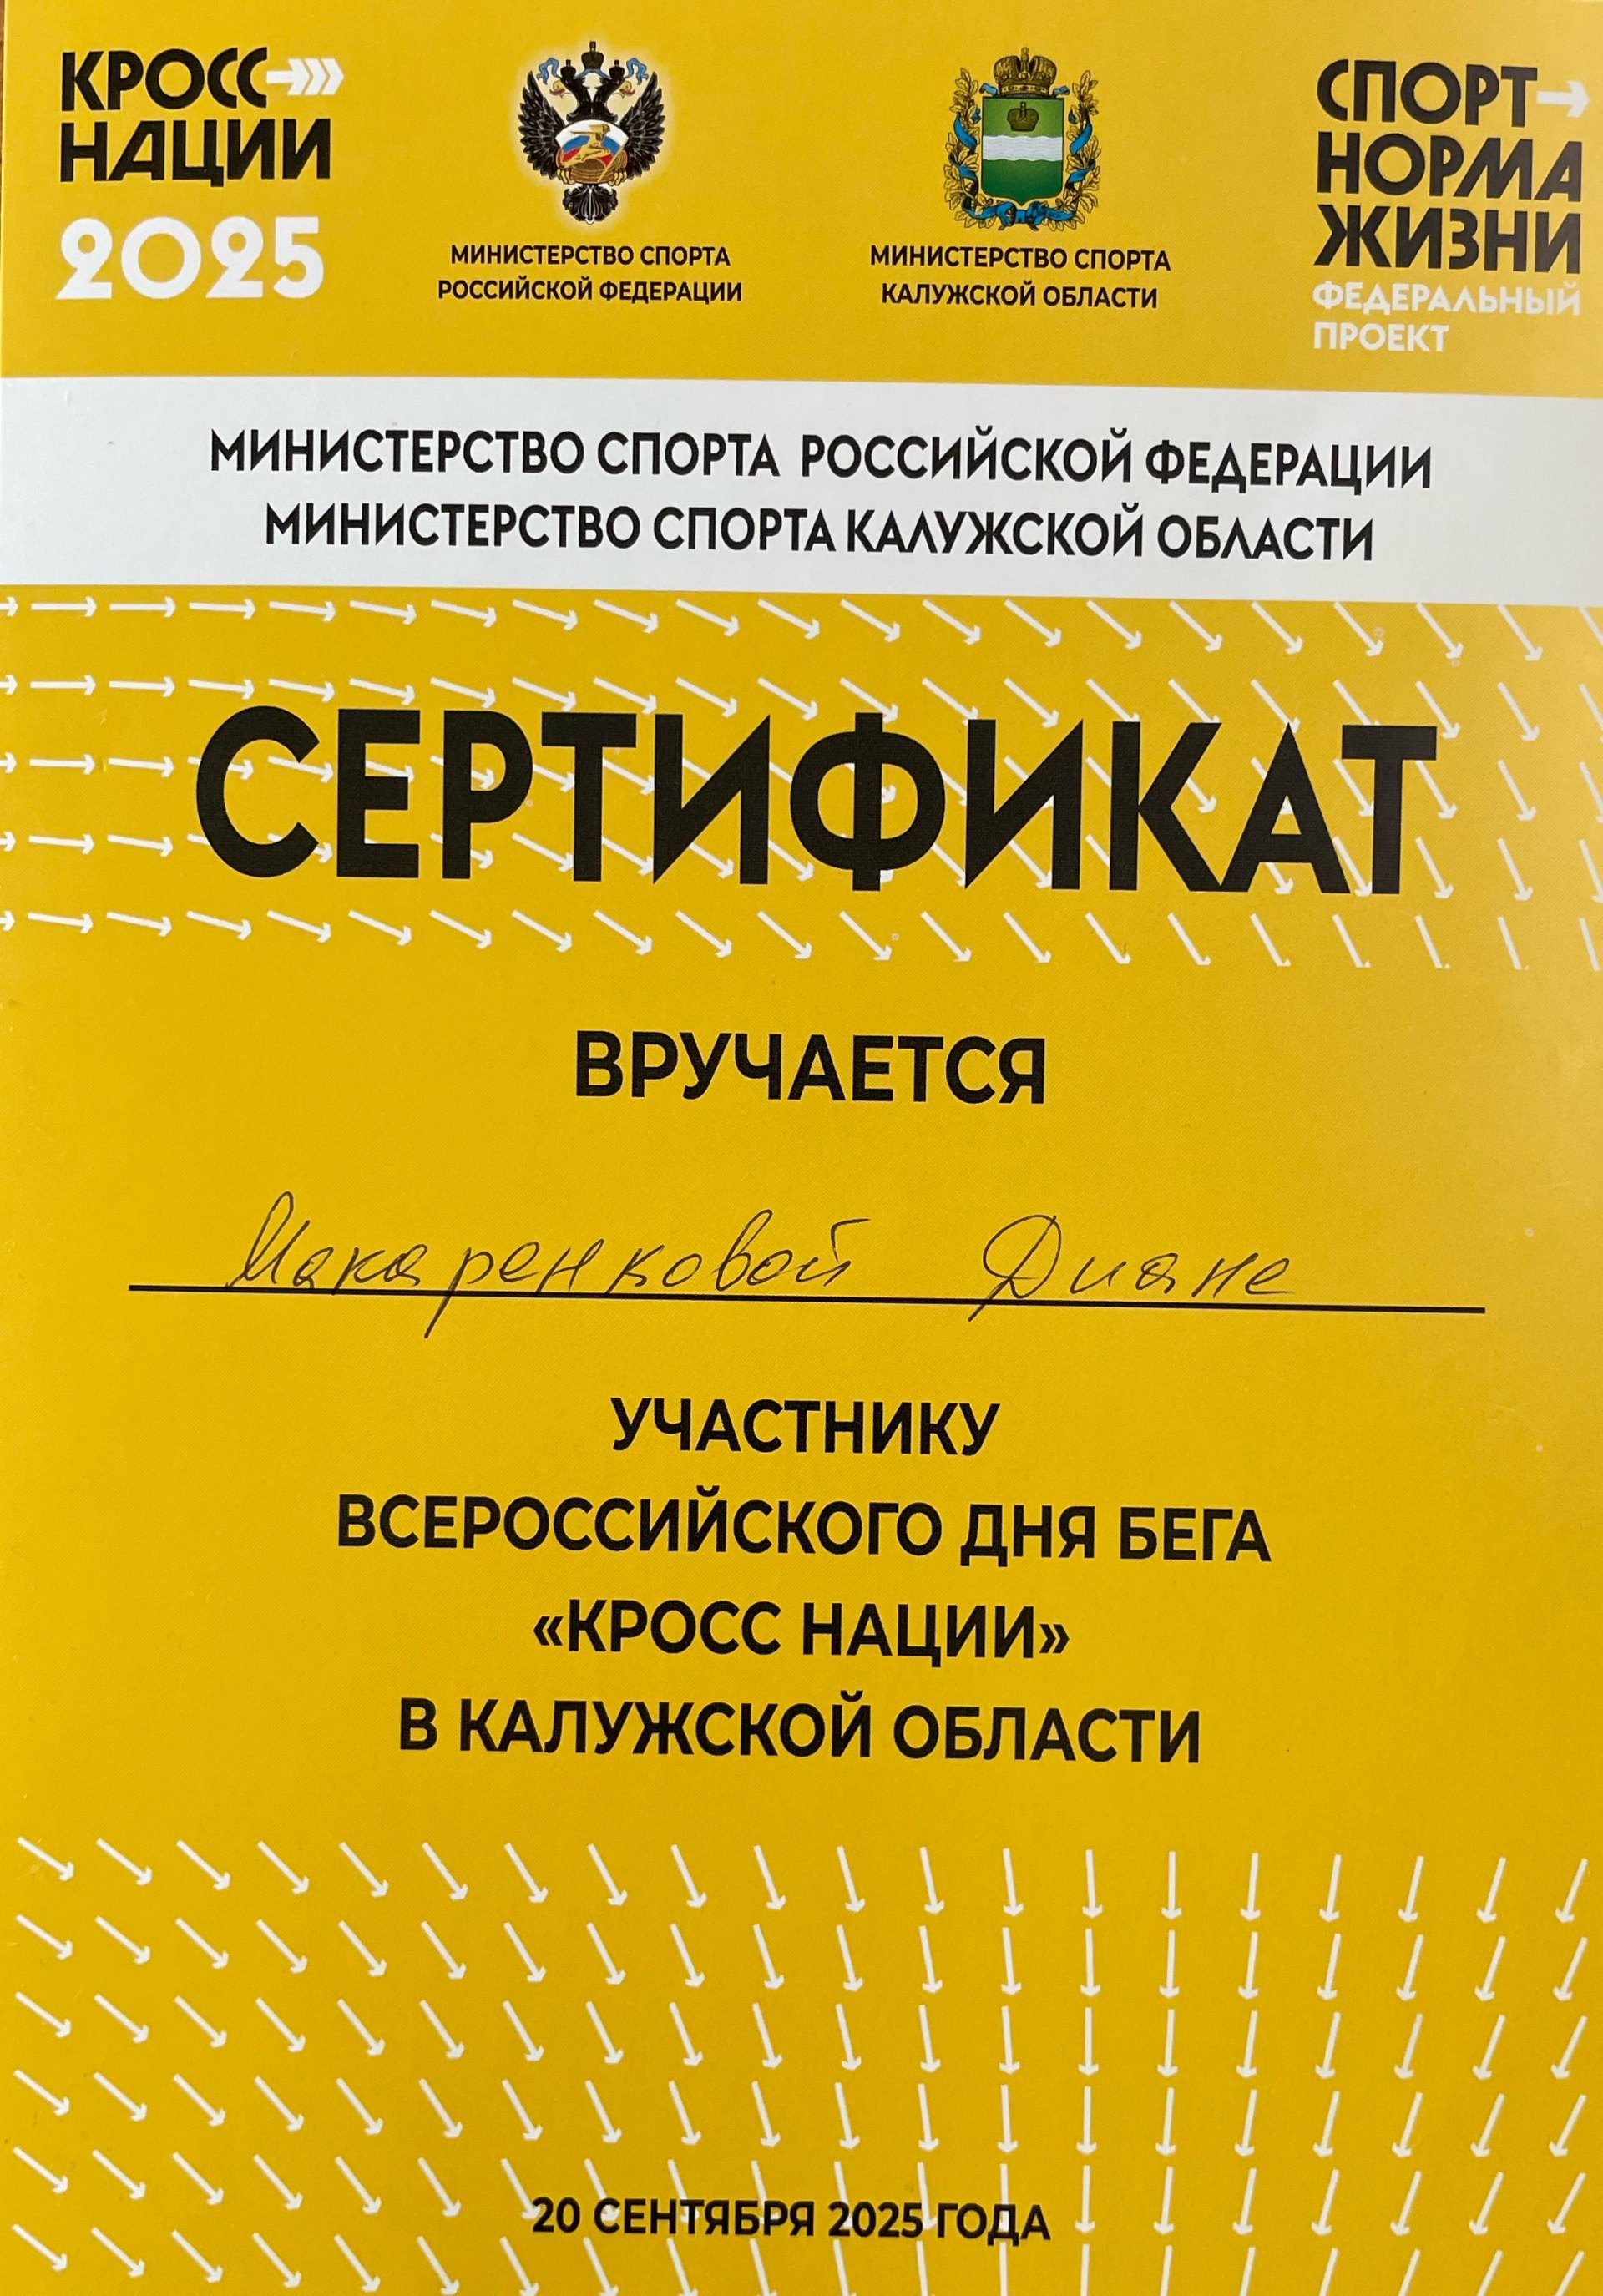 КРОСС
НАЦИИ
2025
МИНИСТЕРСТВО СПОРТА
РОССИЙСКОЙ ФЕДЕРАЦИИ
МИНИСТЕРСТВО СПОРТА
КАЛУЖСКОЙ ОБЛАСТИ
СПОРТ
НОРМА
ЖИЗНИ
ФЕДЕРАЛЬНЫЙ
ПРОЕКТ
МИНИСТЕРСТВО СПОРТА РОССИЙСКОЙ ФЕДЕРАЦИИ
МИНИСТЕРСТВО СПОРТА КАЛУЖСКОЙ ОБЛАСТИ
СЕРТИФИКАТ
ВРУЧАЕТСЯ
Макаренковой Диане
УЧАСТНИКУ
ВСЕРОССИЙСКОГО ДНЯ БЕГА
«КРОСС НАЦИИ»
В КАЛУЖСКОЙ ОБЛАСТИ
20 СЕНТЯБРЯ 2025 ГОДА